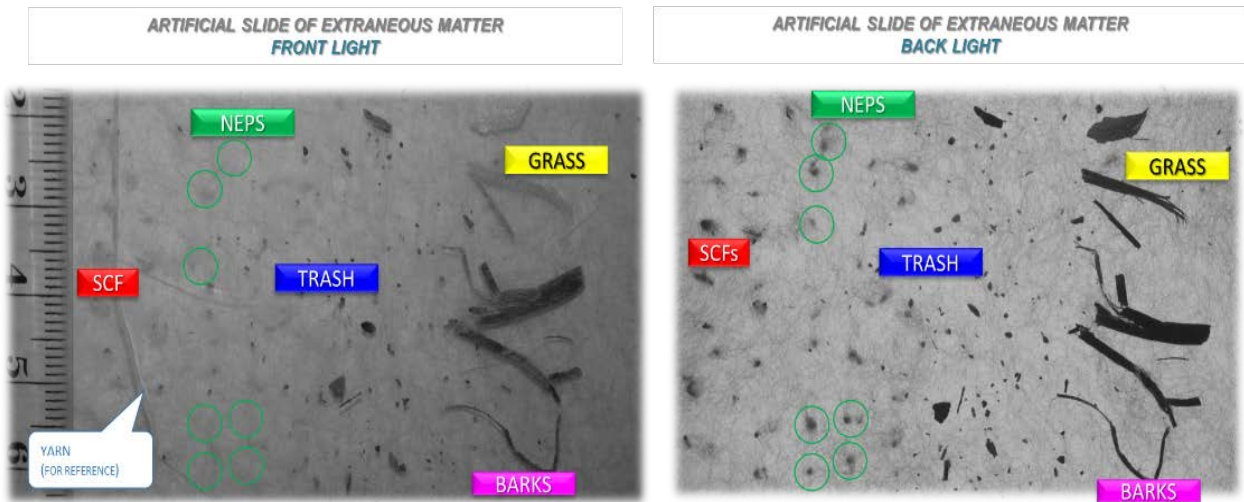 ARTIFICIAL SLIDE OF EXTRANEOUS MATTER
FRONT LIGHT
NEPS
GRASS
SCF
TRASH
YARN
(FOR REFERENCE)
BARKS
2
3
4
5
6
ARTIFICIAL SLIDE OF EXTRANEOUS MATTER
BACK LIGHT
NEPS
GRASS
SCFs
TRASH
BARKS